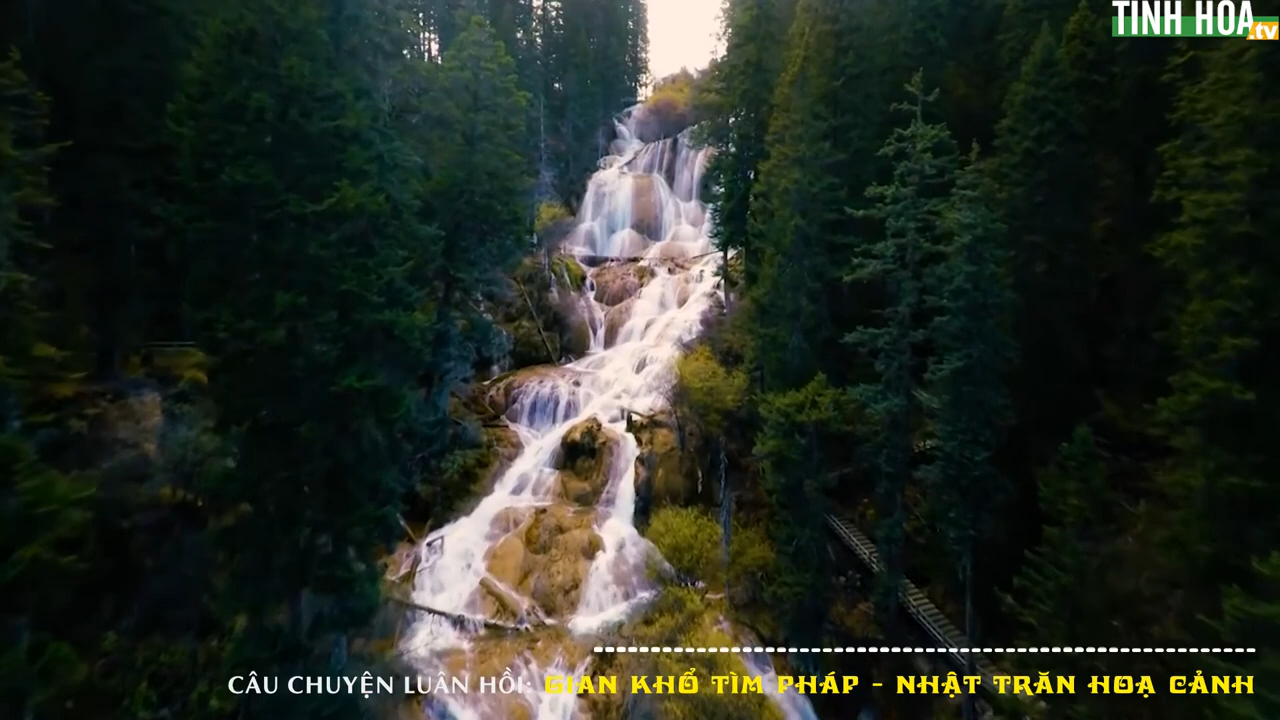 TINH HOA
.tv
CÂU CHUYỆN LUÂN HỒI: GIAN KHỔ TÌM PHÁP - NHẬT TRĂN HOẠ CẢNH